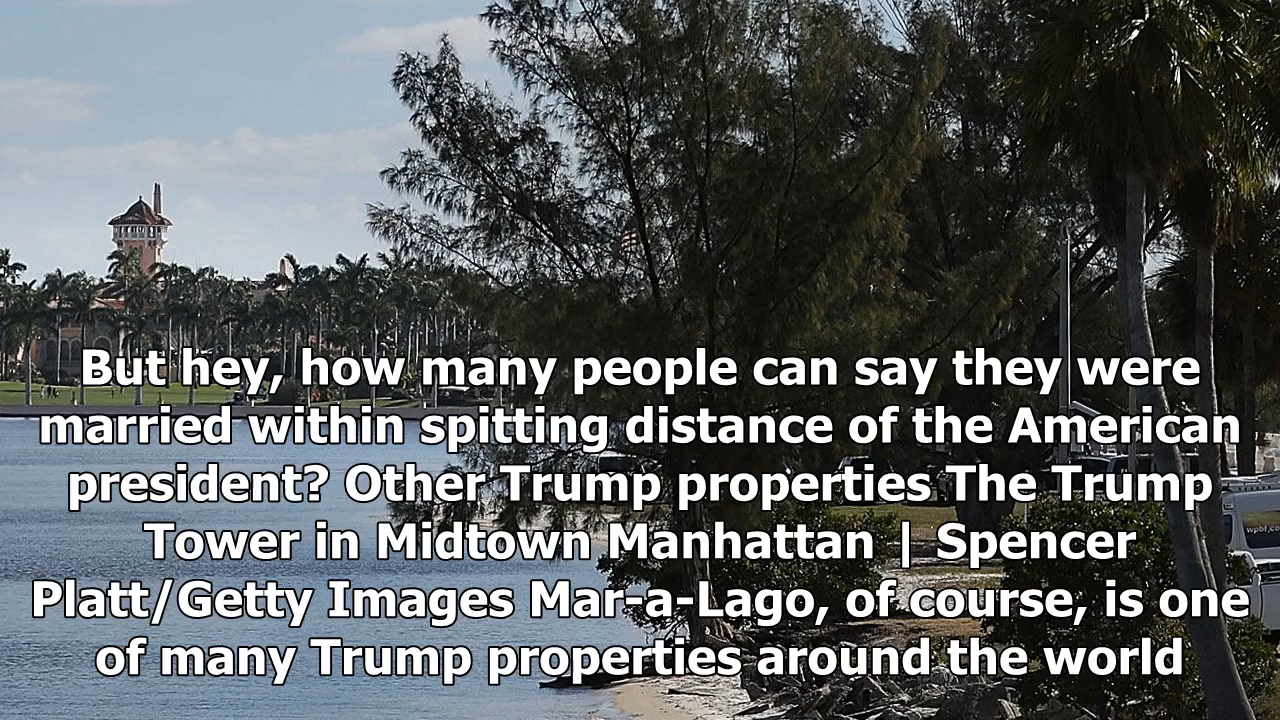 But hey, how many people can say they were
married within spitting distance of the American
president? Other Trump properties The Trump
Tower in Midtown Manhattan | Spencer
Platt/Getty Images Mar-a-Lago, of course, is one
of many Trump properties around the world
wpbf.c